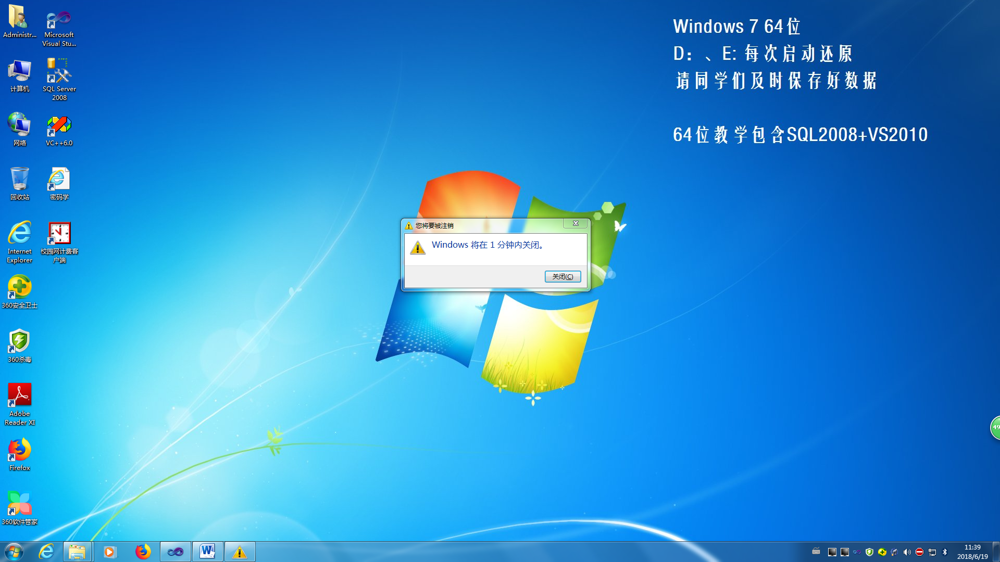 Administr...
Microsoft
Visual Stu...
计算机
SQL Server
2008
网络
VC++6.0
回收站
密码学
Internet
Explorer
校园网计费客
户端
360安全卫士
360杀毒
Adobe
Reader XI
Firefox
360软件管家
Windows 7 64位
D:、E: 每次启动还原
请同学们及时保存好数据
64位教学包含SQL2008+VS2010
您将要被注销
Windows 将在 1 分钟内关闭。
关闭(C)
49
11:39
2018/6/19